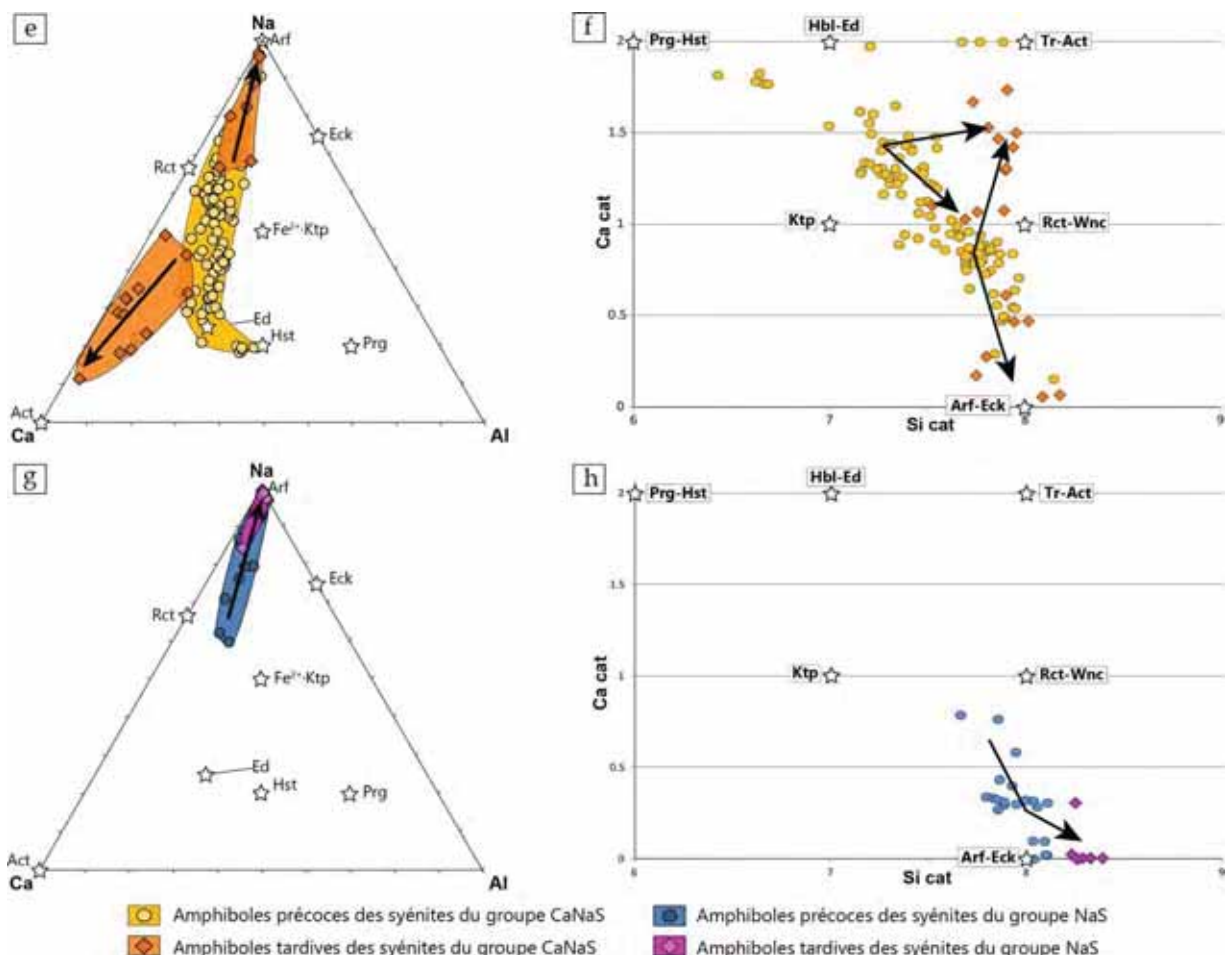 e
Na
Arf
Eck
Rct
Fe²⁺·Ktp
Ed
Hst
Prg
Act
Ca
Al
f
Ca cat
2
1.5
1
0.5
0
Prg-Hst
Hbl-Ed
Tr-Act
Ktp
Rct-Wnc
Arf-Eck
6
7
8
9
Si cat
g
Na
Arf
Eck
Rct
Fe²⁺·Ktp
Ed
Hst
Prg
Act
Ca
Al
h
Ca cat
2
1.5
1
0.5
0
Prg-Hst
Hbl-Ed
Tr-Act
Ktp
Rct-Wnc
Arf-Eck
6
7
8
9
Si cat
Amphiboles précoces des syénites du groupe CaNaS
Amphiboles tardives des syénites du groupe CaNaS
Amphiboles précoces des syénites du groupe NaS
Amphiboles tardives des syénites du groupe NaS